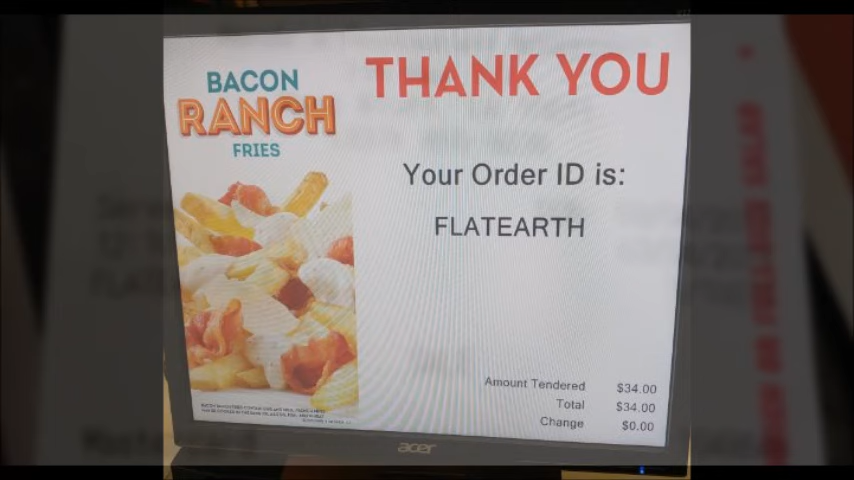 BACON
RANCH
FRIES
THANK YOU
Your Order ID is:
FLATEARTH
Amount Tendered $34.00
Total $34.00
Change $0.00
acer